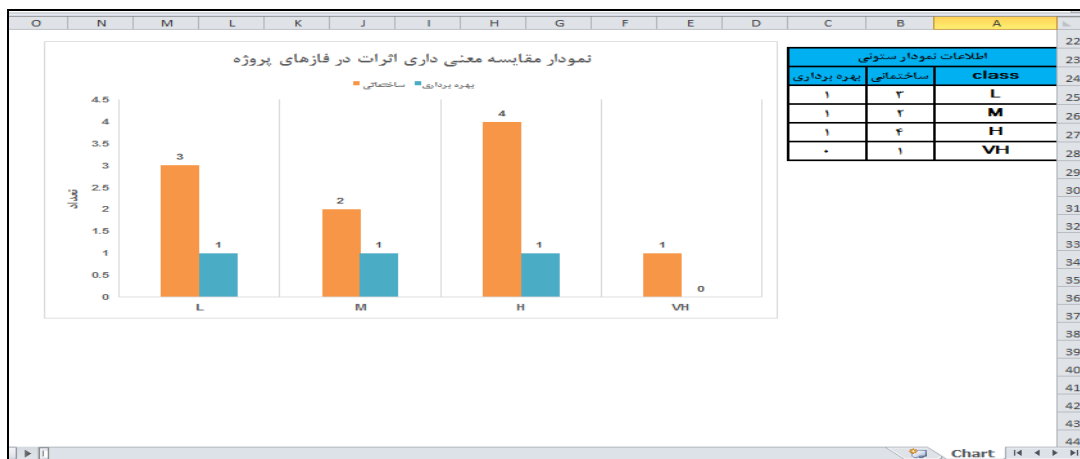 O N M L K J I H G F E D C B A
نمودار مقایسه معنی داری اثرات در فازهای پروژه
ساختمانی بهره برداری
4.5
4
3.5
3
2.5
2
1.5
1
0.5
0
تعداد
3 1 2 1 4 1 1 0
L M H VH
اطلاعات نمودار ستونی
class ساختمانی بهره برداری
L ۳ ۱
M ۲ ۱
H ۴ ۱
VH ۱ ۰
22
23
24
25
26
27
28
29
30
31
32
33
34
35
36
37
38
39
40
41
42
43
44
Chart